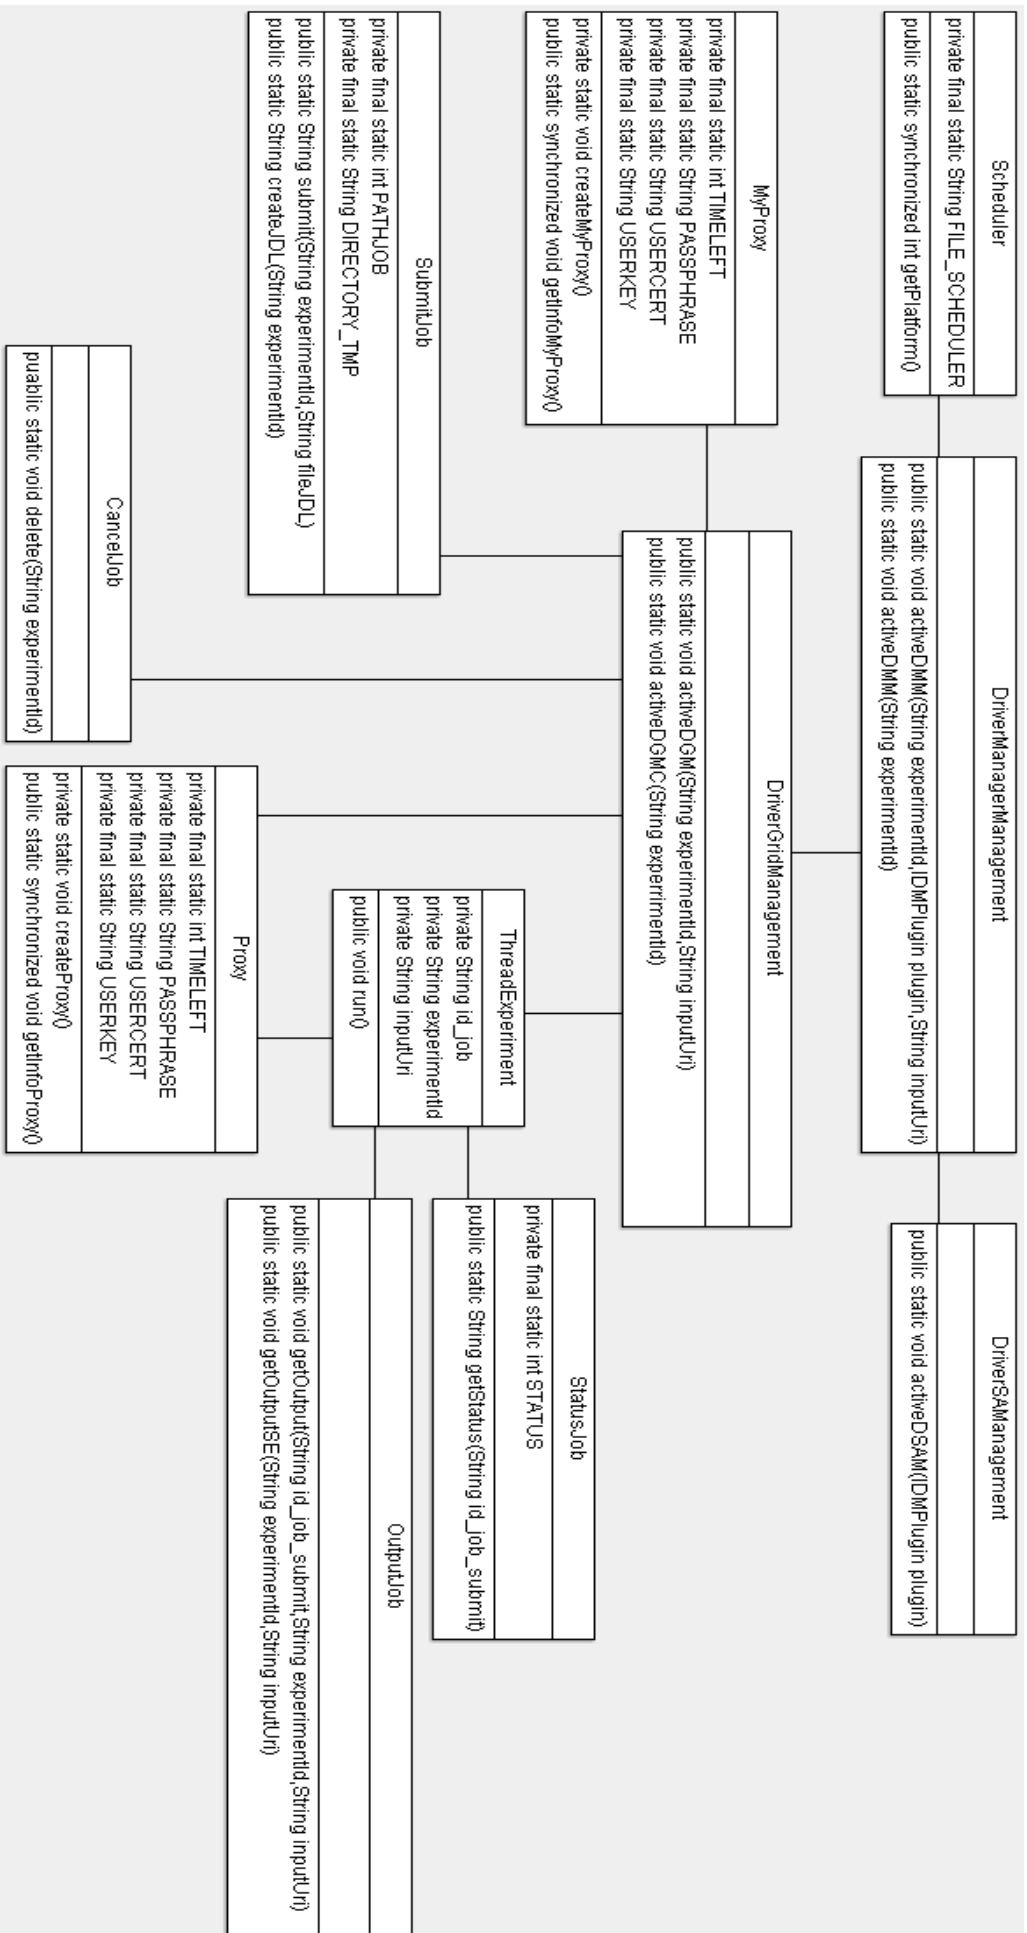 Scheduler
private final static String FILE_SCHEDULER
public static synchronized int getPlatform()
DriverManagerManagement
public static void activeDMM(String experimentId,IDMPlugin plugin,String inputUri)
public static void activeDMM(String experimentId)
DriverSAManagement
public static void activeDSAM(IDMPlugin plugin)
MyProxy
private final static int TIMELEFT
private final static String PASSPHRASE
private final static String USERCERT
private final static String USERKEY
private static void createMyProxy()
public static synchronized void getInfoMyProxy()
DriverGridManagement
public static void activeDGM(String experimentId,String inputUri)
public static void activeDGMC(String experimentId)
SubmitJob
private final static int PATHJOB
private final static String DIRECTORY_TMP
public static String submit(String experimentId,String fileJDL)
public static String createJDL(String experimentId)
ThreadExperiment
private String id_job
private String experimentId
private String inputUri
public void run()
StatusJob
private final static int STATUS
public static String getStatus(String id_job_submit)
CancelJob
puablic static void delete(String experimentId)
Proxy
private final static int TIMELEFT
private final static String PASSPHRASE
private final static String USERCERT
private final static String USERKEY
private static void createProxy()
public static synchronized void getInfoProxy()
OutputJob
public static void getOutput(String id_job_submit,String experimentId,String inputUri)
public static void getOutputSE(String experimentId,String inputUri)